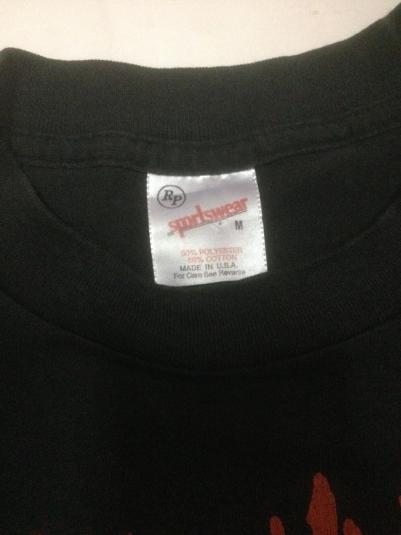 RP
sportswear
M
50% POLYESTER
50% COTTON
MADE IN U.S.A.
For Care See Reverse